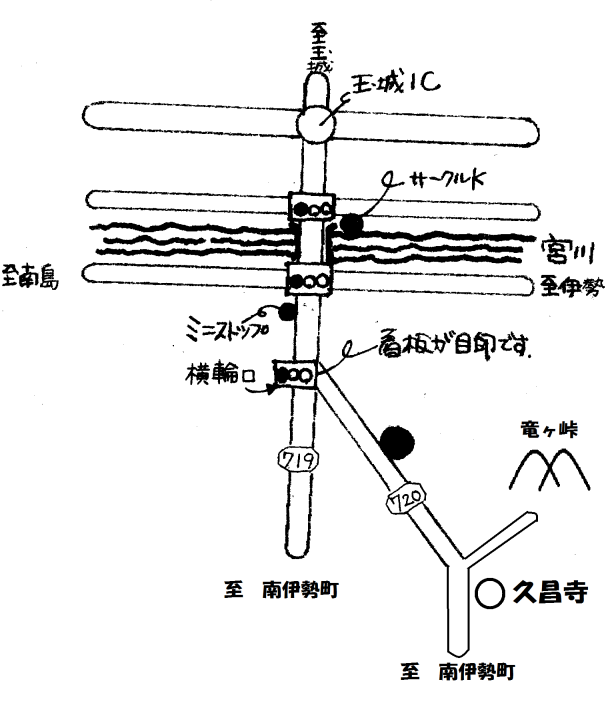 至玉城
玉城IC
サークルK
宮川
至南島
至伊勢
ミニストップ
看板が目印です.
横輪口
竜ヶ峠
719
720
久昌寺
至 南伊勢町
至 南伊勢町